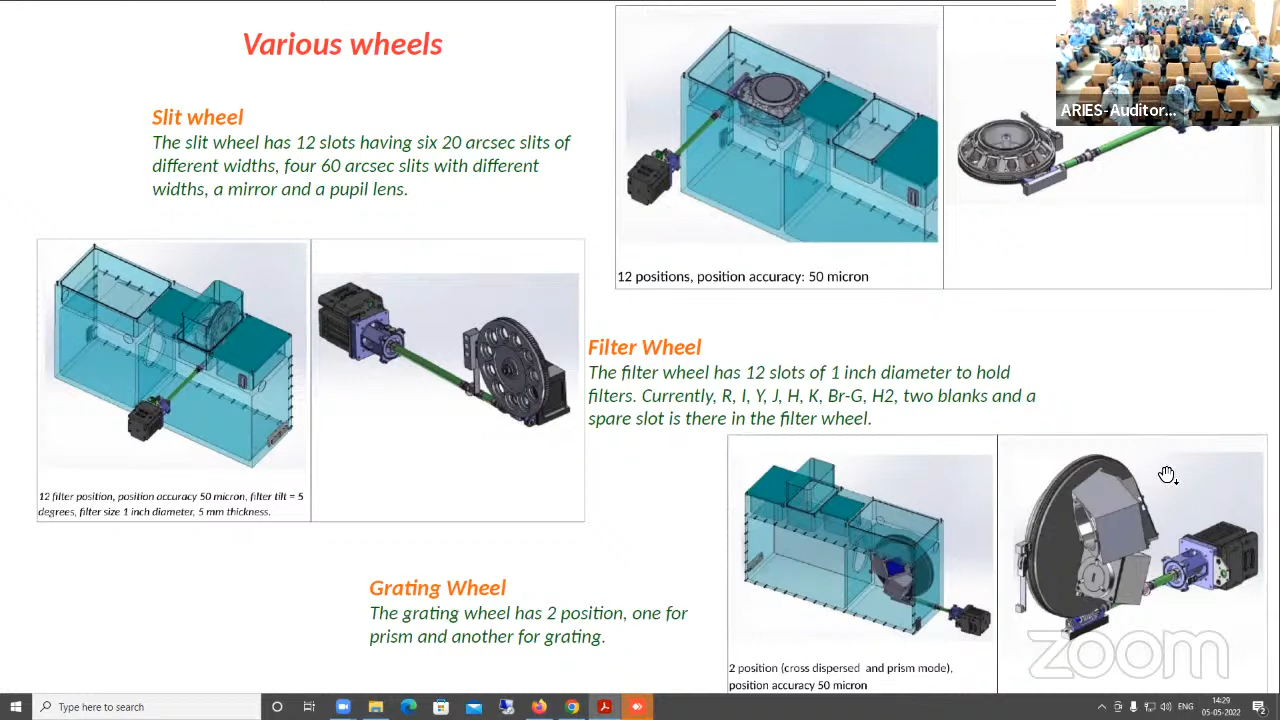 Various wheels
ARIES-Auditor...
Slit wheel
The slit wheel has 12 slots having six 20 arcsec slits of
different widths, four 60 arcsec slits with different
widths, a mirror and a pupil lens.
12 positions, position accuracy: 50 micron
Filter Wheel
The filter wheel has 12 slots of 1 inch diameter to hold
filters. Currently, R, I, Y, J, H, K, Br-G, H2, two blanks and a
spare slot is there in the filter wheel.
12 filter position, position accuracy 50 micron, filter tilt = 5
degrees, filter size 1 inch diameter, 5 mm thickness.
Grating Wheel
The grating wheel has 2 position, one for
prism and another for grating.
2 position (cross dispersed and prism mode),
position accuracy 50 micron
zoom
Type here to search
ENG
14:29
05-05-2022
2